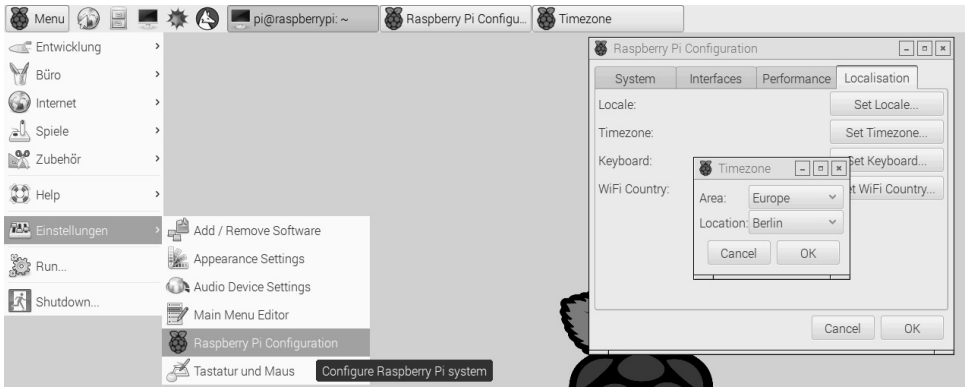 Menu
pi@raspberrypi: ~
Raspberry Pi Configu...
Timezone
Entwicklung
Büro
Internet
Spiele
Zubehör
Help
Einstellungen
Run...
Shutdown...
Add / Remove Software
Appearance Settings
Audio Device Settings
Main Menu Editor
Raspberry Pi Configuration
Tastatur und Maus
Configure Raspberry Pi system
Raspberry Pi Configuration
System Interfaces Performance Localisation
Locale: Set Locale...
Timezone: Set Timezone...
Keyboard: Set Keyboard...
WiFi Country: t WiFi Country...
Timezone
Area: Europe
Location: Berlin
Cancel OK
Cancel OK